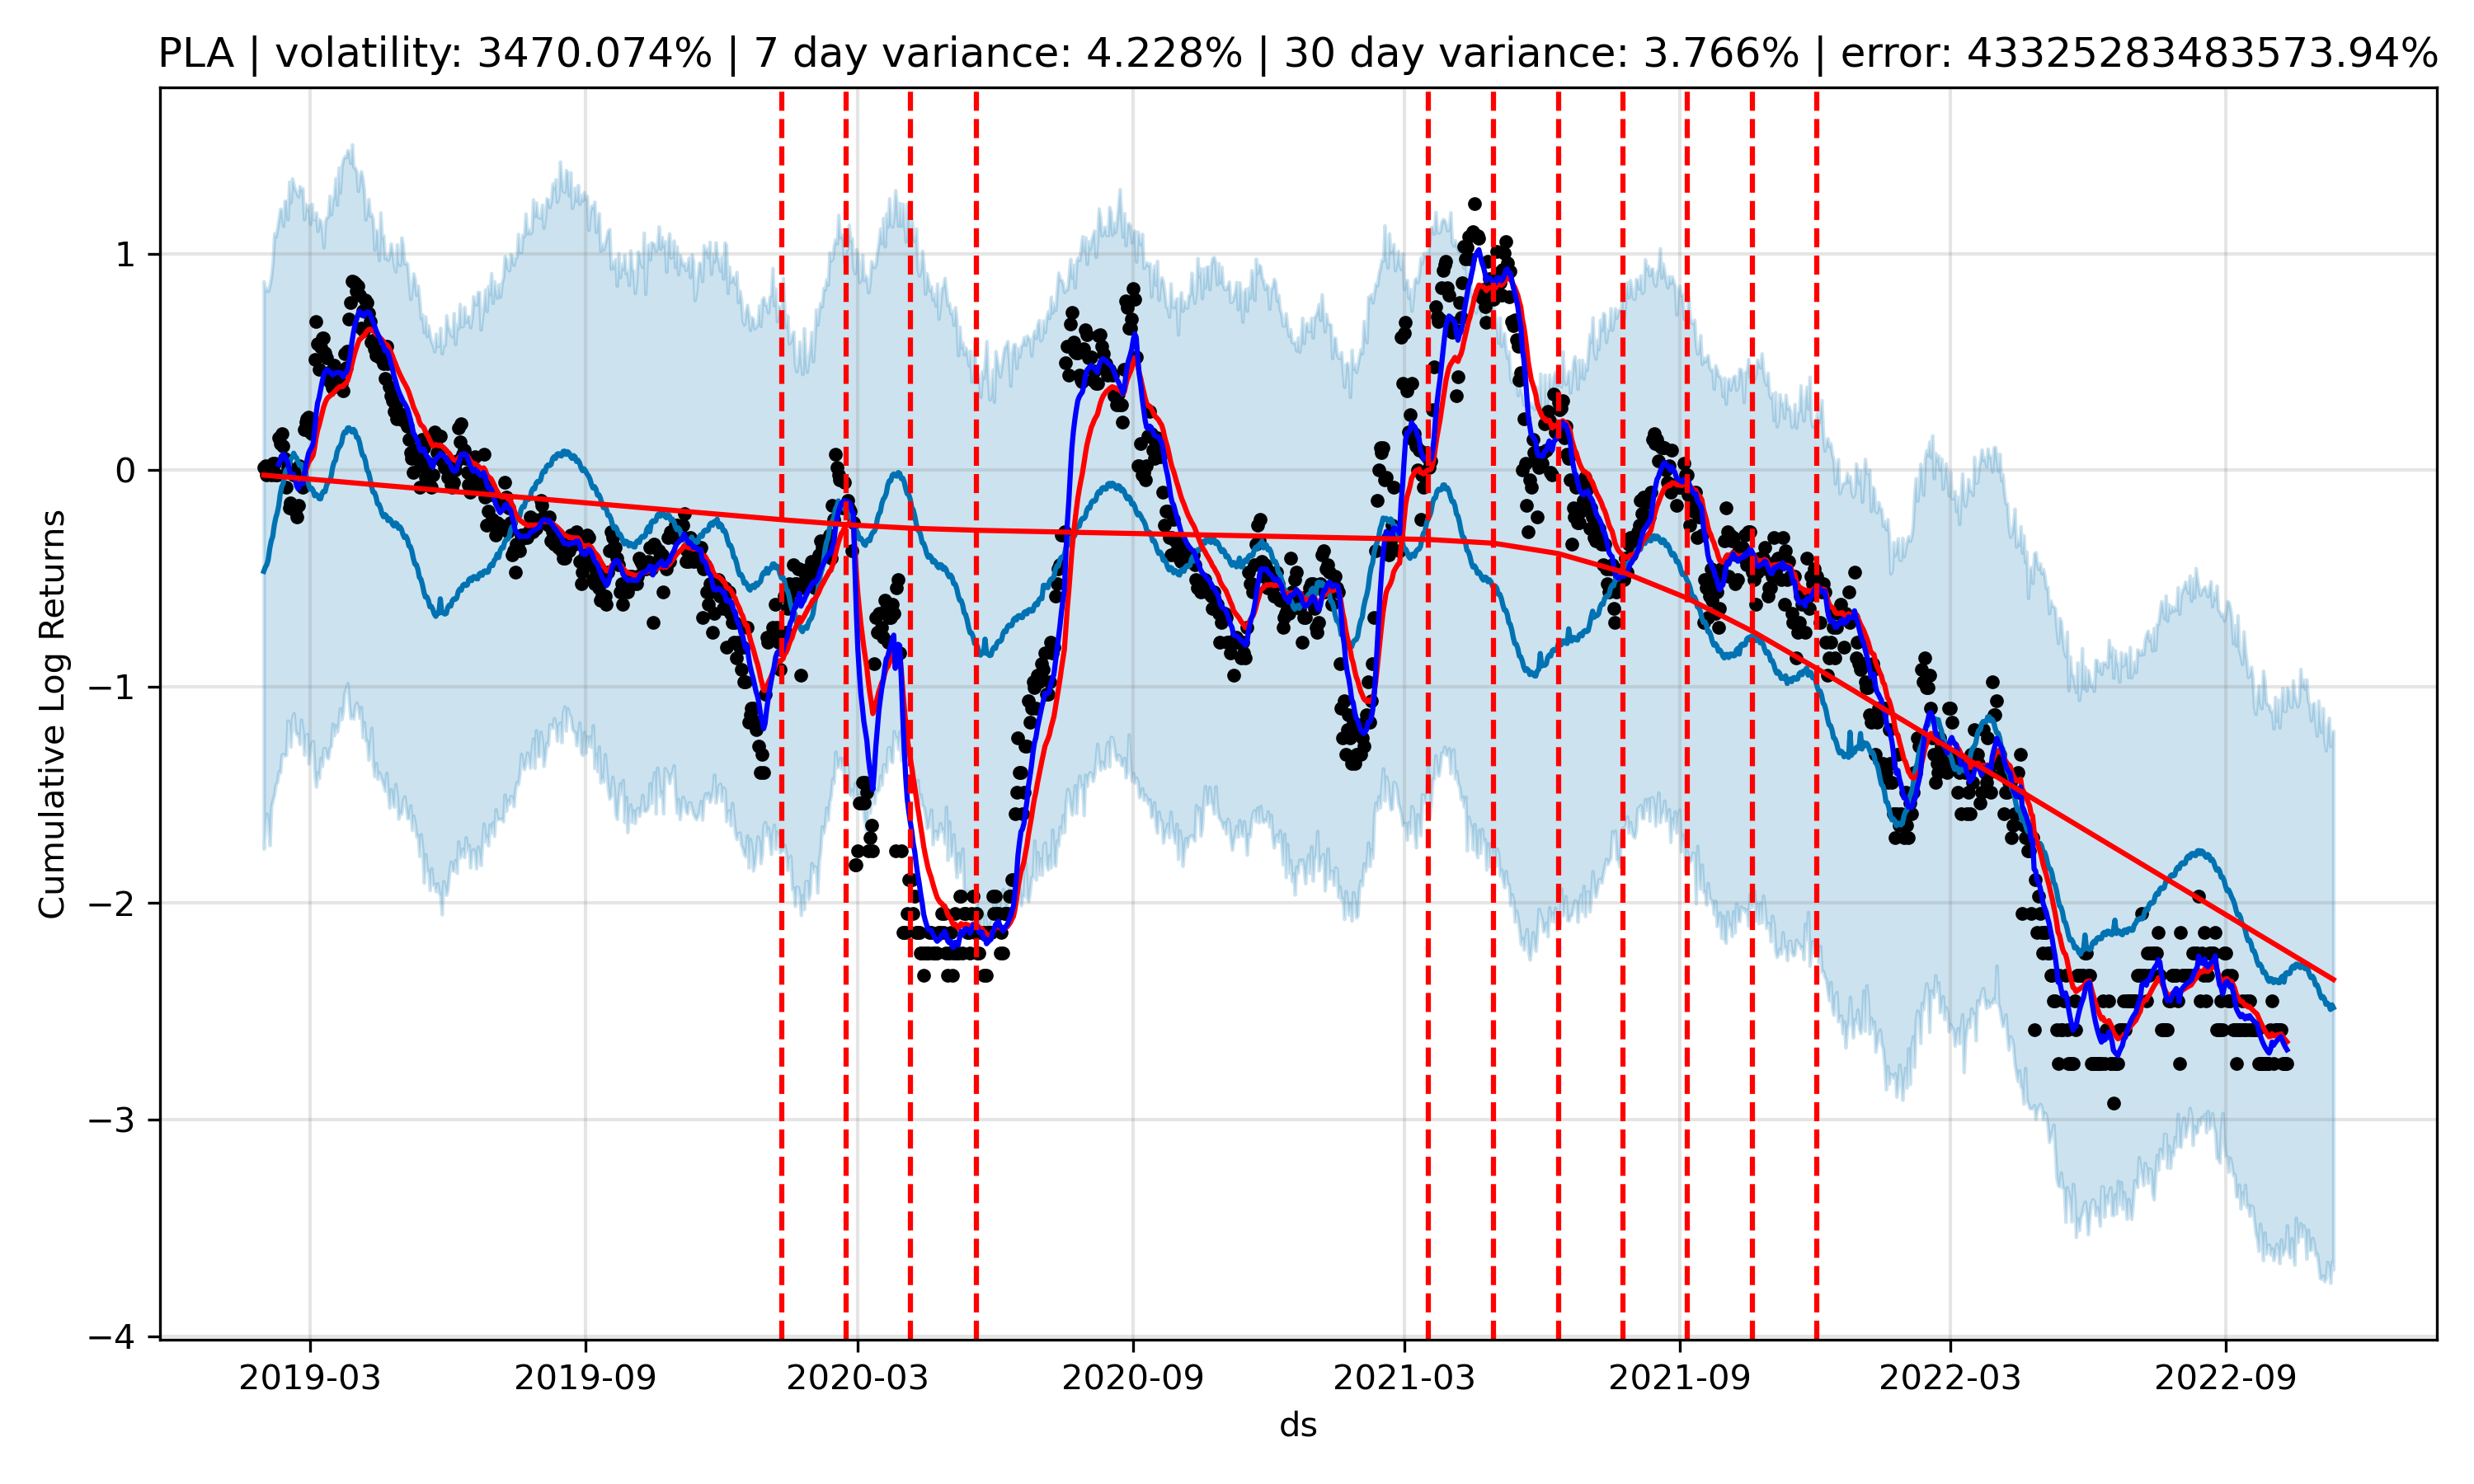 PLA | volatility: 3470.074% | 7 day variance: 4.228% | 30 day variance: 3.766% | error: 43325283483573.94%
Cumulative Log Returns
1
0
−1
−2
−3
−4
2019-03 2019-09 2020-03 2020-09 2021-03 2021-09 2022-03 2022-09
ds